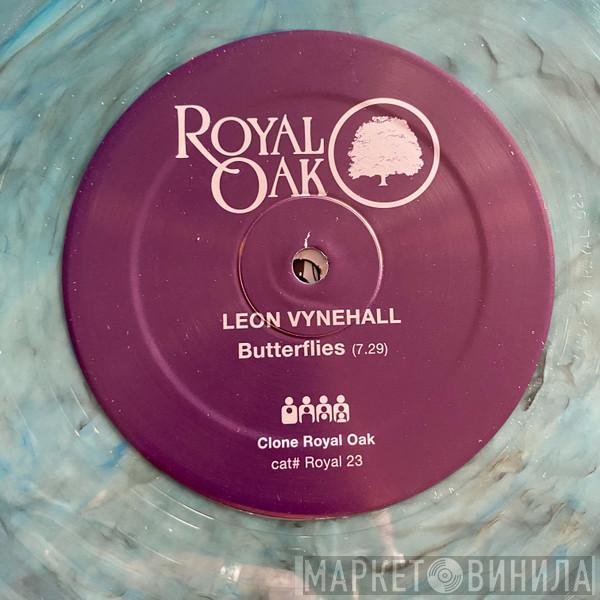 ROYAL
OAK
LEON VYNEHALL
Butterflies (7.29)
Clone Royal Oak
cat# Royal 23
МАРКЕТ ВИНИЛА